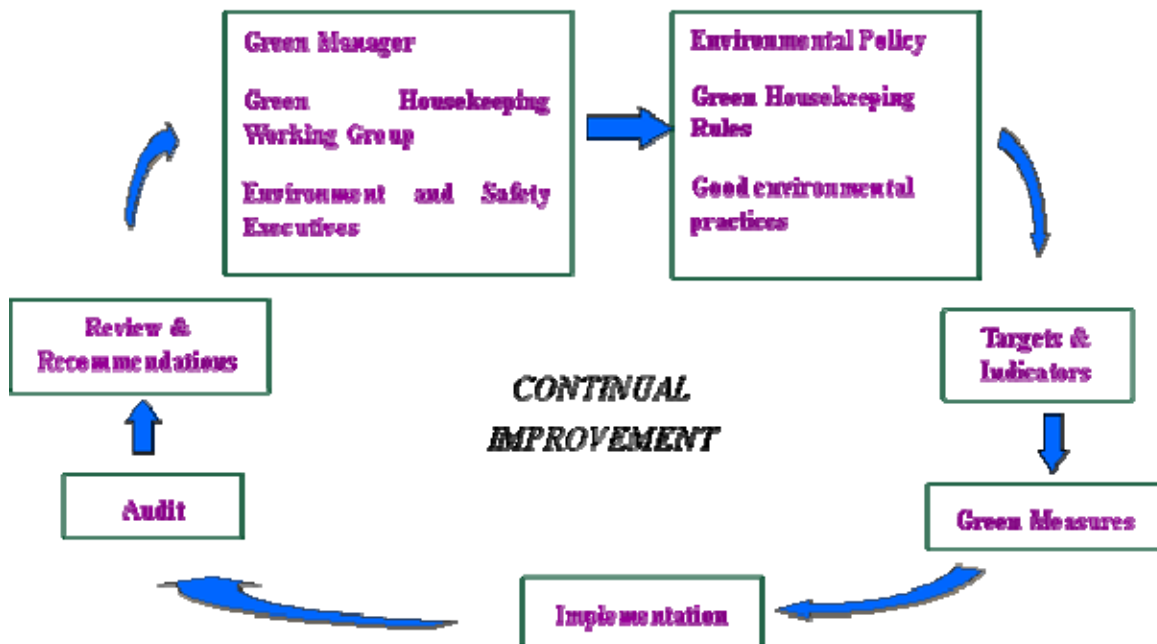 Green Manager
Green Housekeeping
Working Group
Environment and Safety
Executives
Environmental Policy
Green Housekeeping
Rules
Good environmental
practices
Targets &
Indicators
Green Measures
Implementation
Audit
Review &
Recommendations
CONTINUAL
IMPROVEMENT